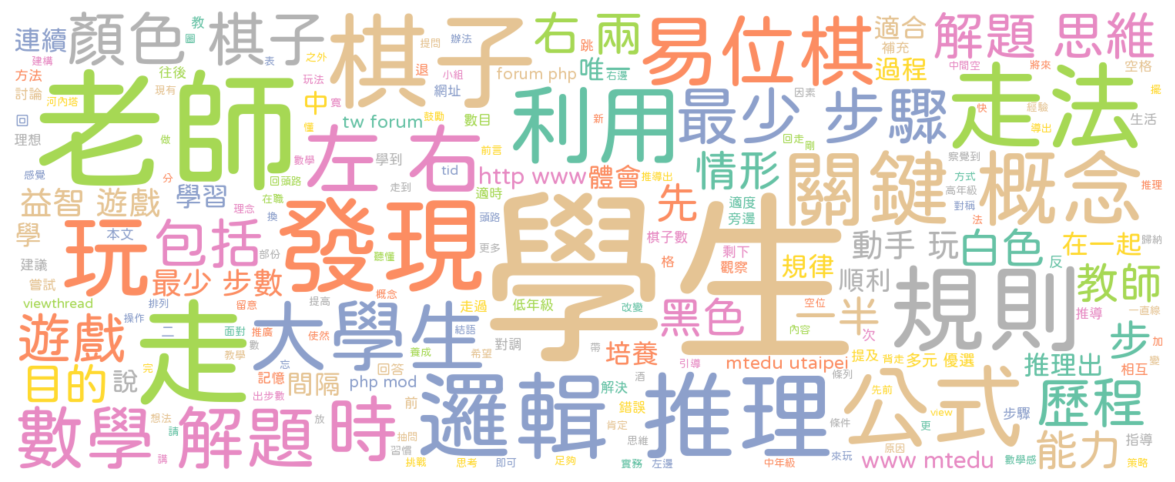 連續
顏色 棋子
教
圖
建構
表
方法
往後
現有
討論
河內塔
回
理想
做
老師
感覺
分
棋子
提問
辦法
玩法
之外
退
小組
中
寬
網址
懂
鼓勵
tw forum
數目
forum php
右 兩
跳
唯一
右邊
新
易位棋
適合
補充
過程
因素
解題 思維
中間空
將來
空格
擺
快
經驗
導出
生活
走法
利用
最少 步驟
回走
剛
左 右
數學
學到
前言
tid
http www
體會
推導出
走到
適時
情形
適度
旁邊
關鍵 概念
察覺到
方式
高年級
對稱
法
推理
益智 遊戲
學習
回頭路
在職
理念
換
學
本文
玩
包括
發現
頭路
更多
部份
聽懂
學生
先
棋子數
格
剩下
觀察
規律
動手 玩
白色
在一起
反
歸納
順利
建議
嘗試
最少 步數
viewthread
排列
留意
提高
概念
走過
低年級
改變
黑色
空位
一半
內容
次
規則
教師
推導
一直線
加
變
遊戲
操作
二
面對
推廣
數
教學
使然
走
大學生
結語
養成
希望
對調
培養
帶
引導
mtedu utaipei
提及
背走
多元 優選
步
推理出
相互
目的
說
完
忘
記憶
出步數
間隔
回答
php mod
前
邏輯 推理
解決
酒
錯誤
肯定
思維
條列
先前
條件
公式
view
更
步驟
歷程
數學 解題
想法
請
講
放
時
抽問
習慣
挑戰
思考
即可
足夠
實務
左邊
中年級
來玩
原因
www mtedu
數學感
能力
指導
策略